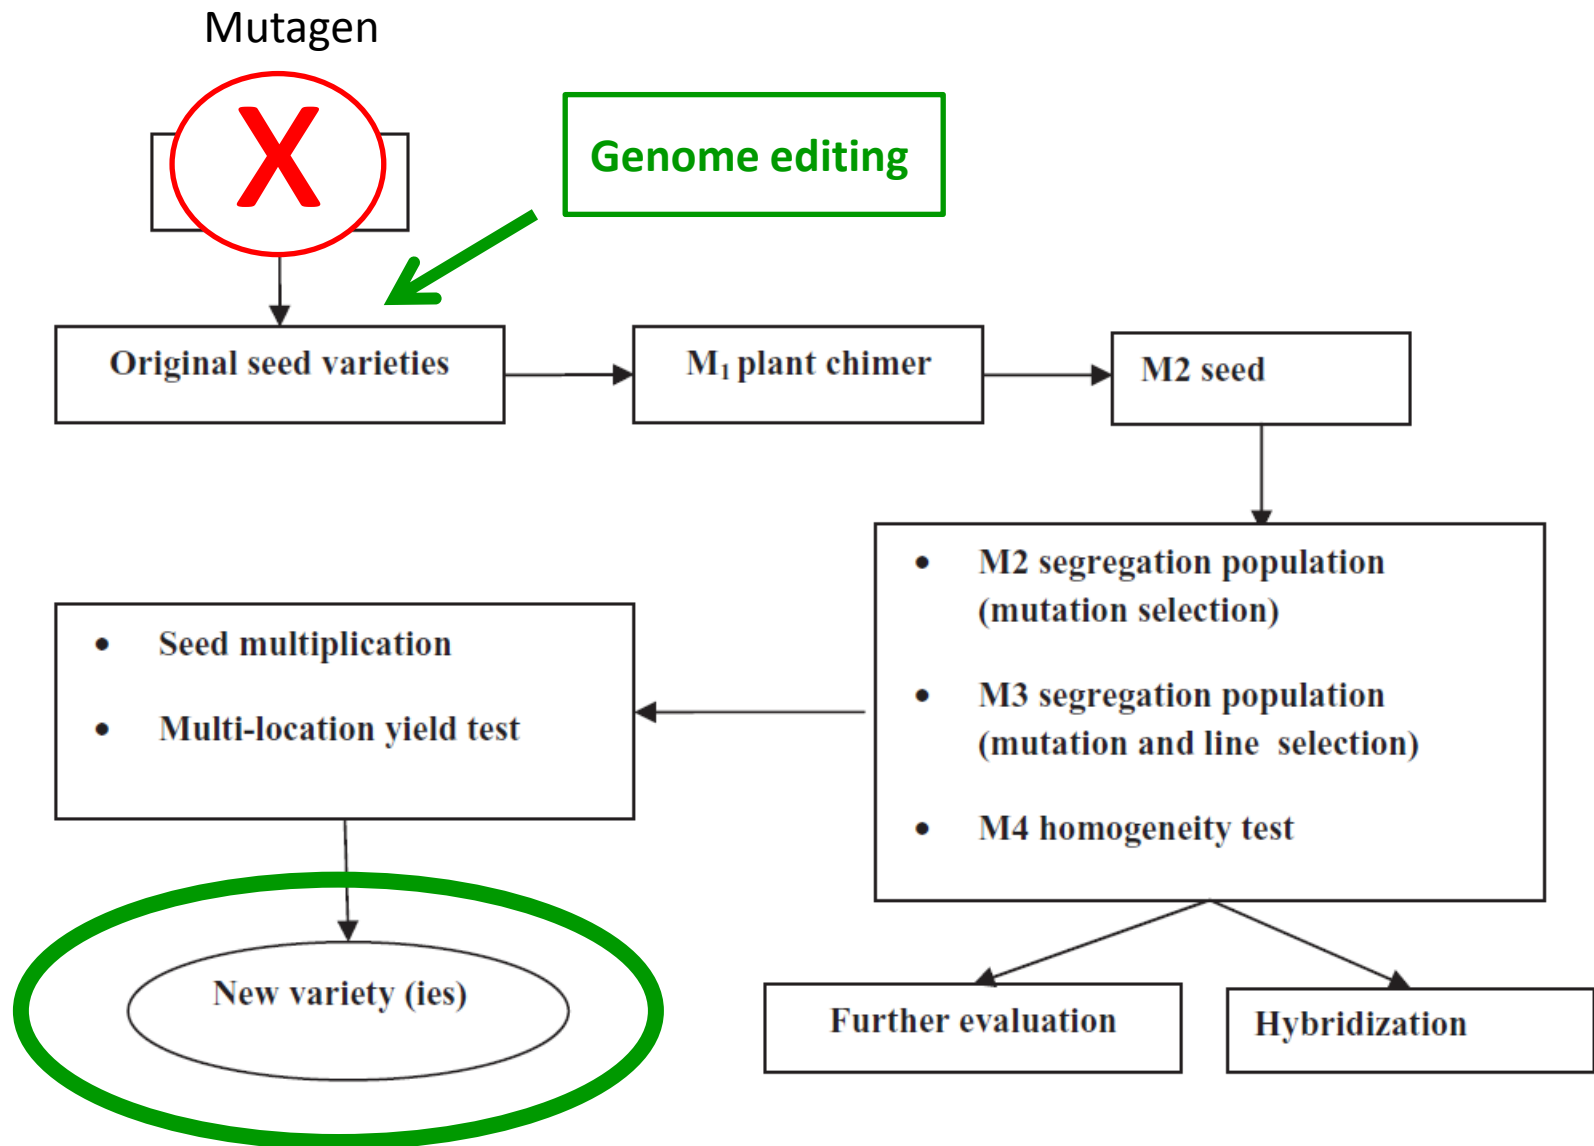 Mutagen
X
Genome editing
Original seed varieties
M₁ plant chimer
M2 seed
• M2 segregation population
(mutation selection)
• M3 segregation population
(mutation and line selection)
• M4 homogeneity test
• Seed multiplication
• Multi-location yield test
New variety (ies)
Further evaluation
Hybridization